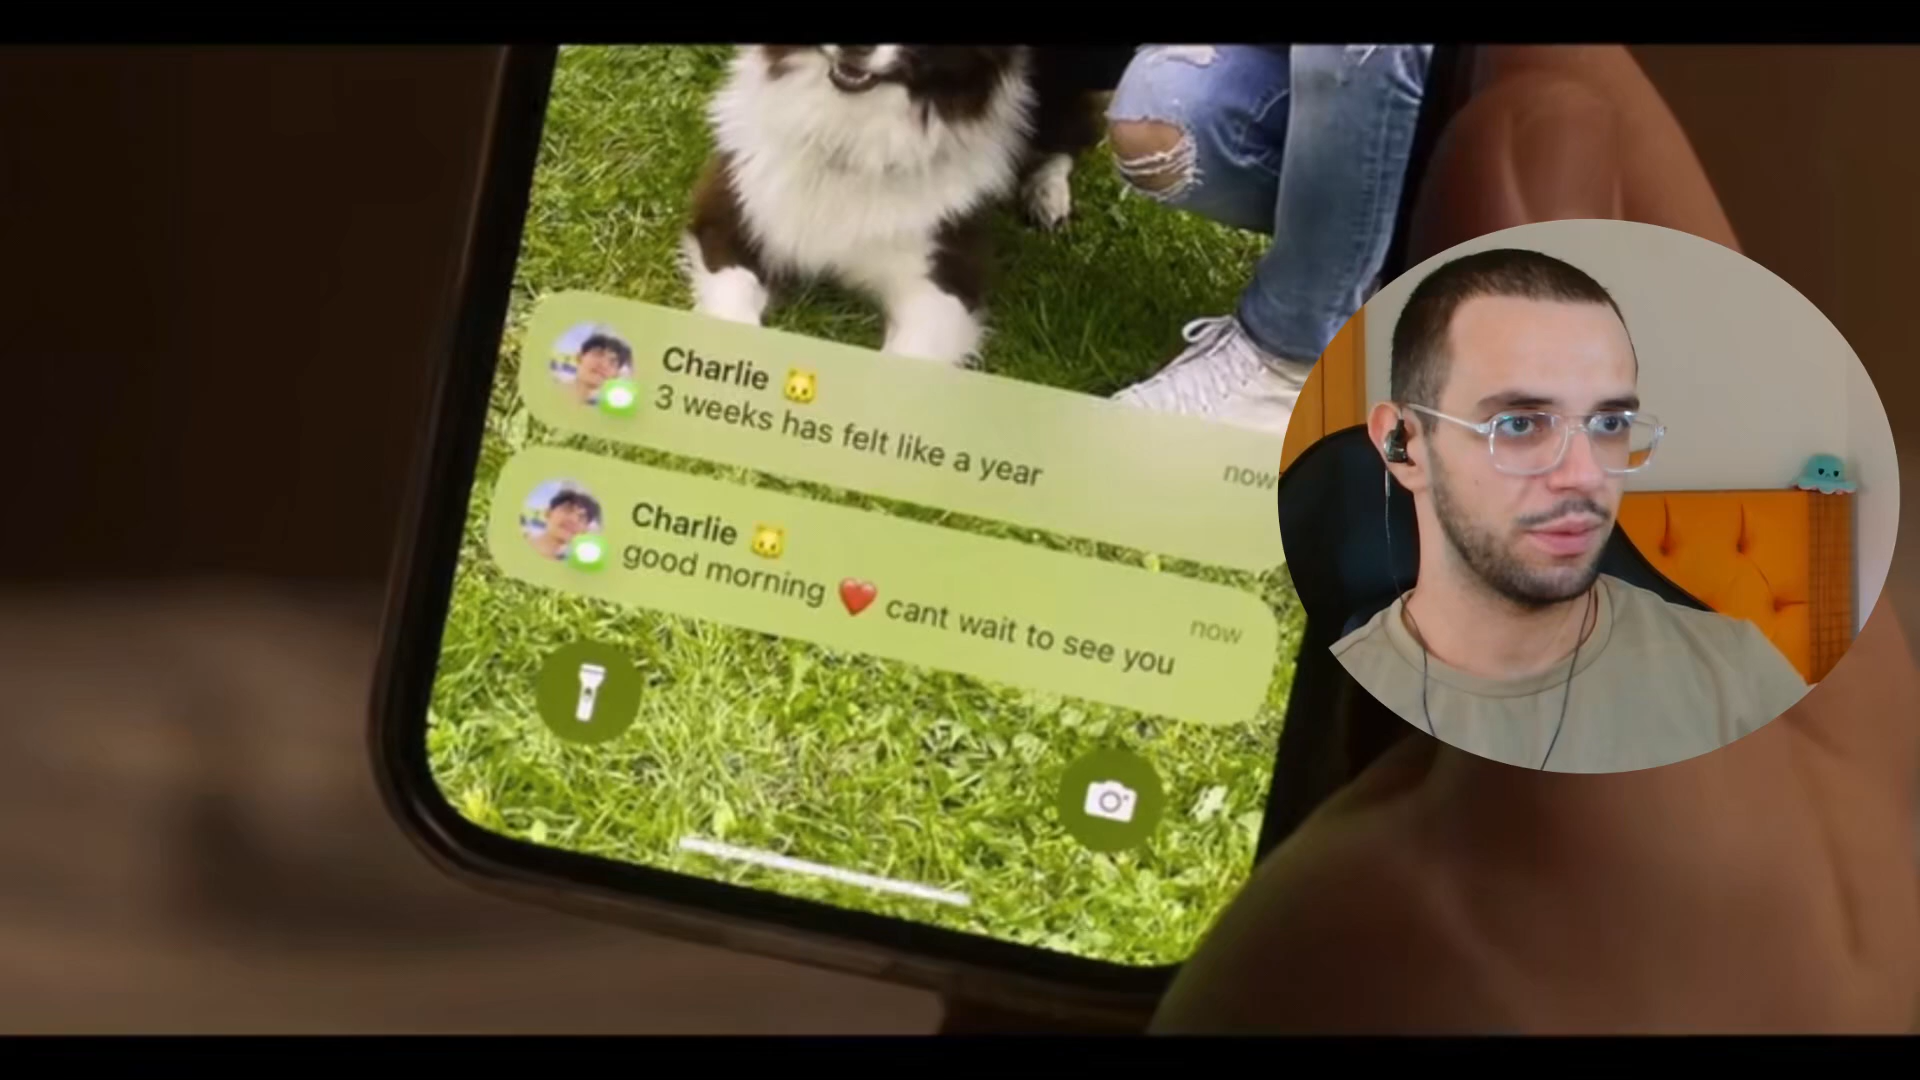 Charlie 🐱
3 weeks has felt like a year
now
Charlie 🐱
good morning ❤️ cant wait to see you
now